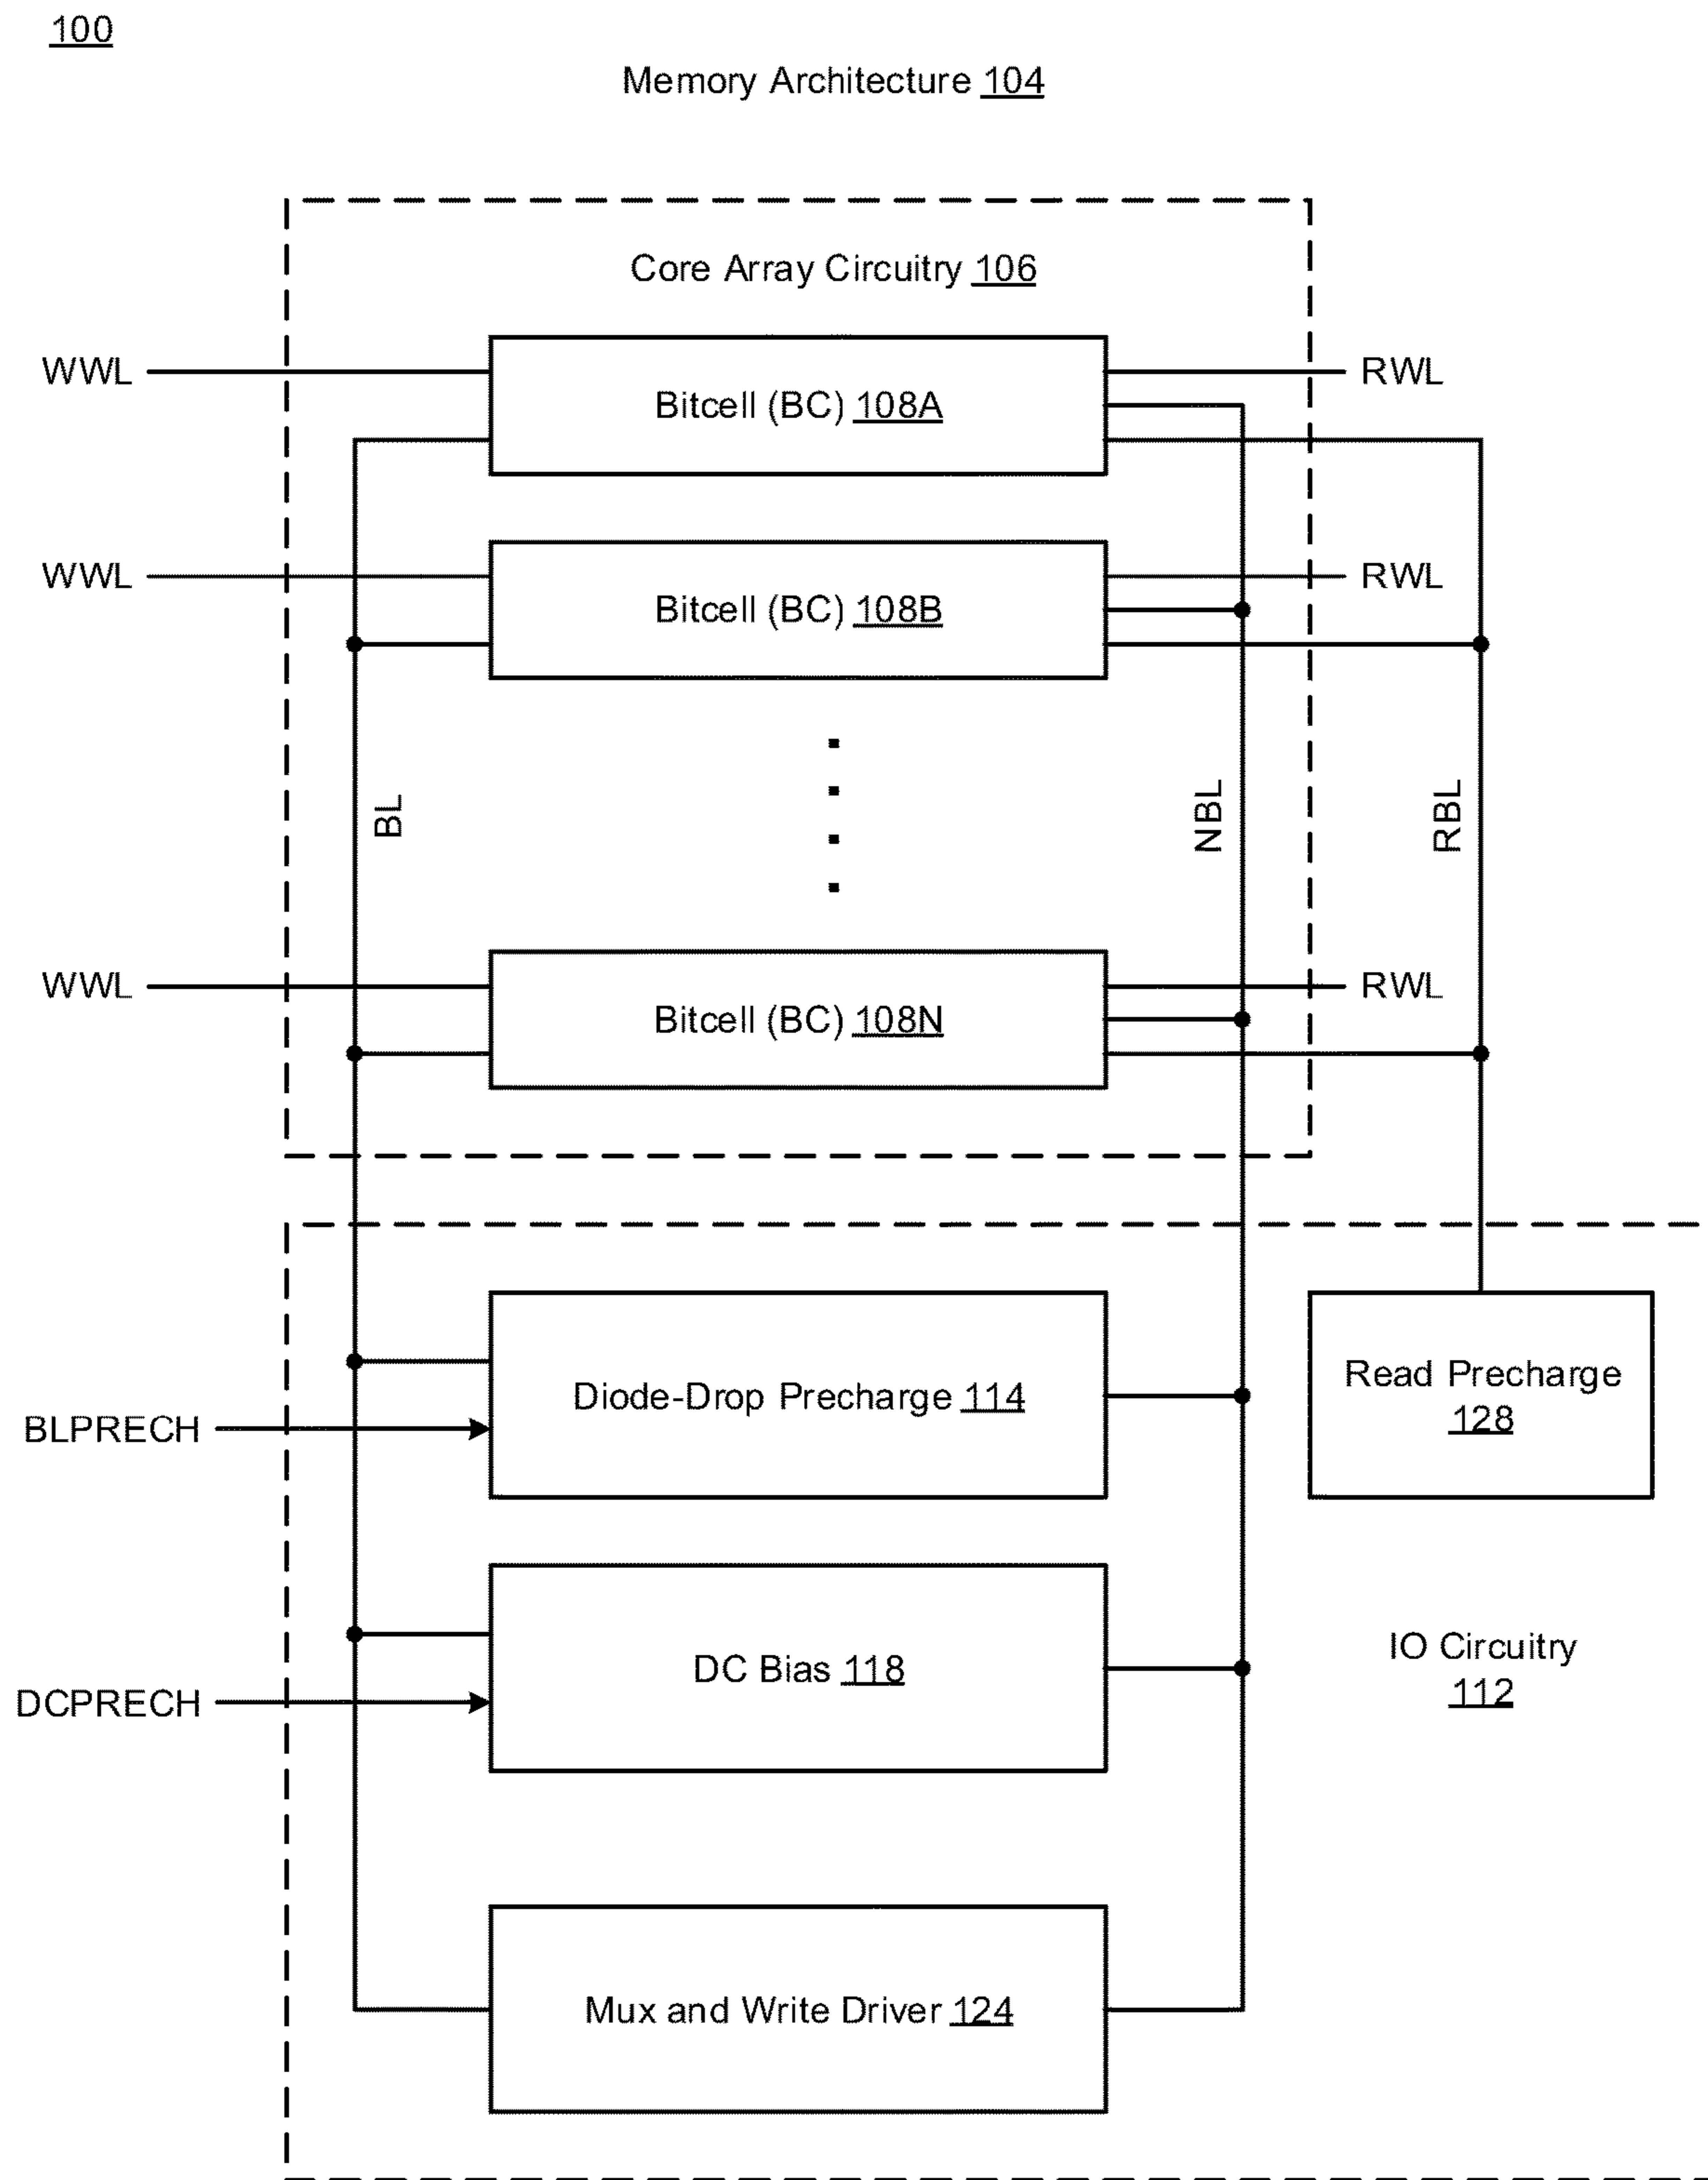 100
Memory Architecture 104
Core Array Circuitry 106
WWL
Bitcell (BC) 108A
RWL
WWL
Bitcell (BC) 108B
RWL
BL
NBL
RBL
WWL
Bitcell (BC) 108N
RWL
Diode-Drop Precharge 114
BLPRECH
Read Precharge
128
DC Bias 118
DCPRECH
IO Circuitry
112
Mux and Write Driver 124